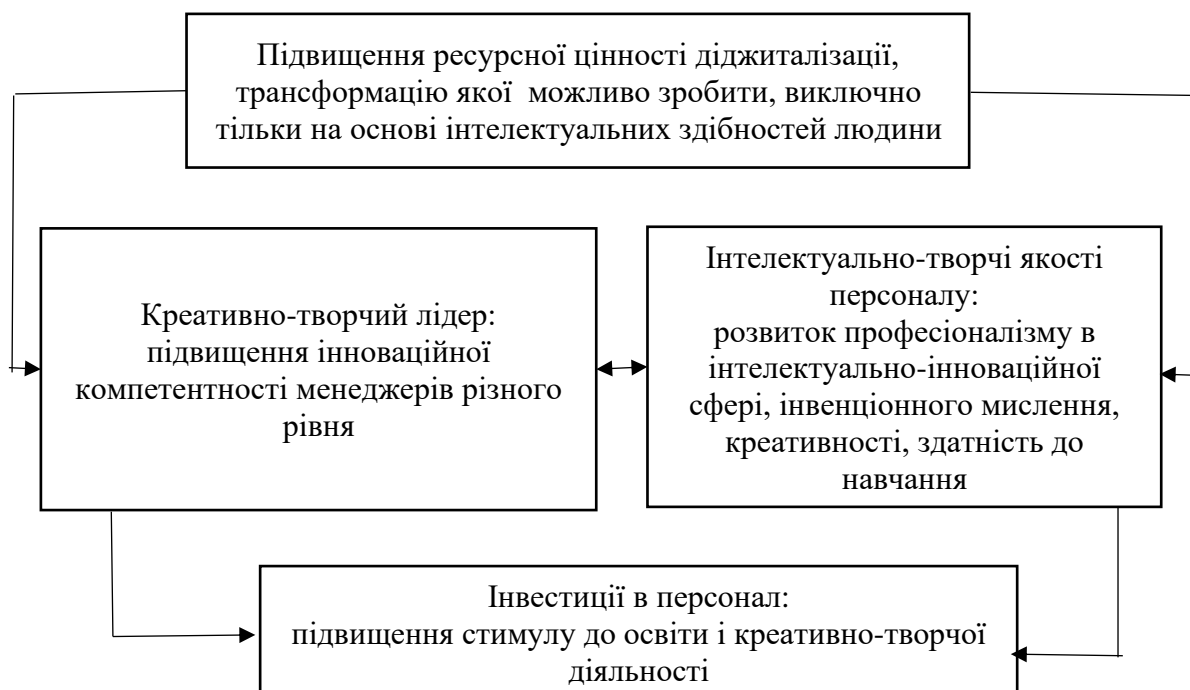 Підвищення ресурсної цінності діджиталізації,
трансформацію якої можливо зробити, виключно
тільки на основі інтелектуальних здібностей людини
Креативно-творчий лідер:
підвищення інноваційної
компетентності менеджерів різного
рівня
Інтелектуально-творчі якості
персоналу:
розвиток професіоналізму в
інтелектуально-інноваційної
сфері, інвенціонного мислення,
креативності, здатність до
навчання
Інвестиції в персонал:
підвищення стимулу до освіти і креативно-творчої
діяльності